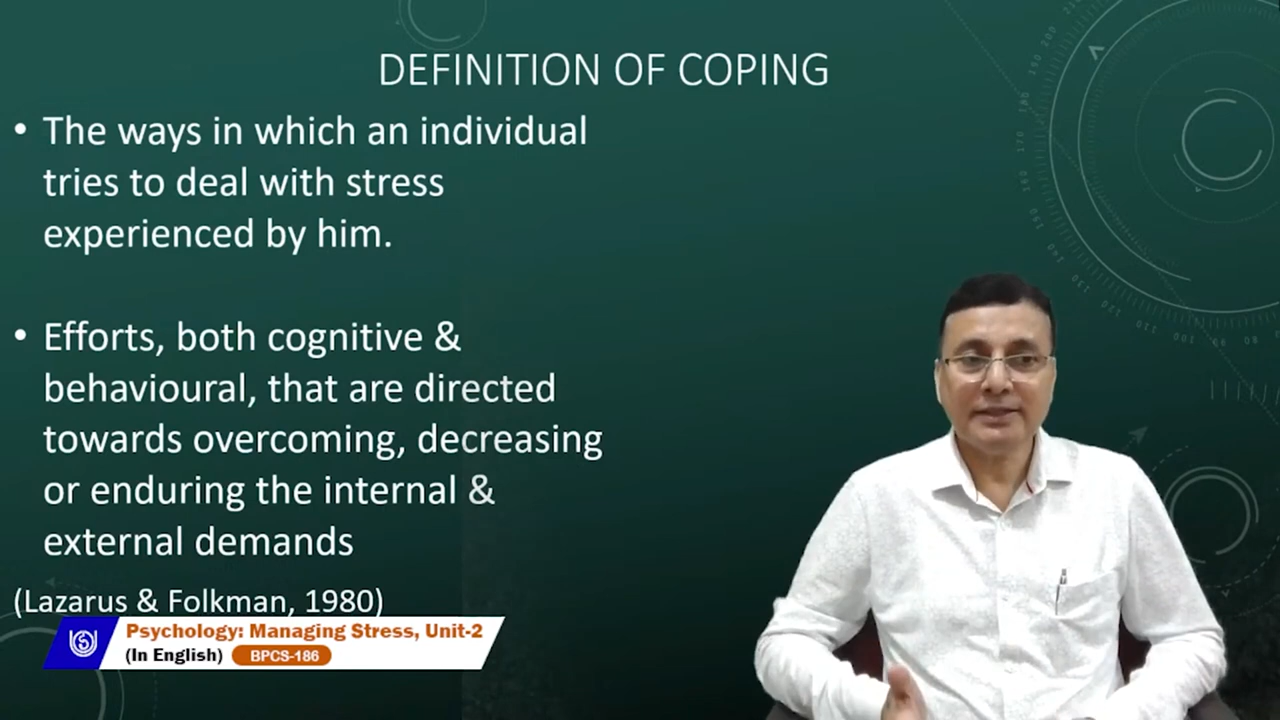 DEFINITION OF COPING
• The ways in which an individual
tries to deal with stress
experienced by him.
• Efforts, both cognitive &
behavioural, that are directed
towards overcoming, decreasing
or enduring the internal &
external demands
(Lazarus & Folkman, 1980)
Psychology: Managing Stress, Unit-2
(In English) BPCS-186